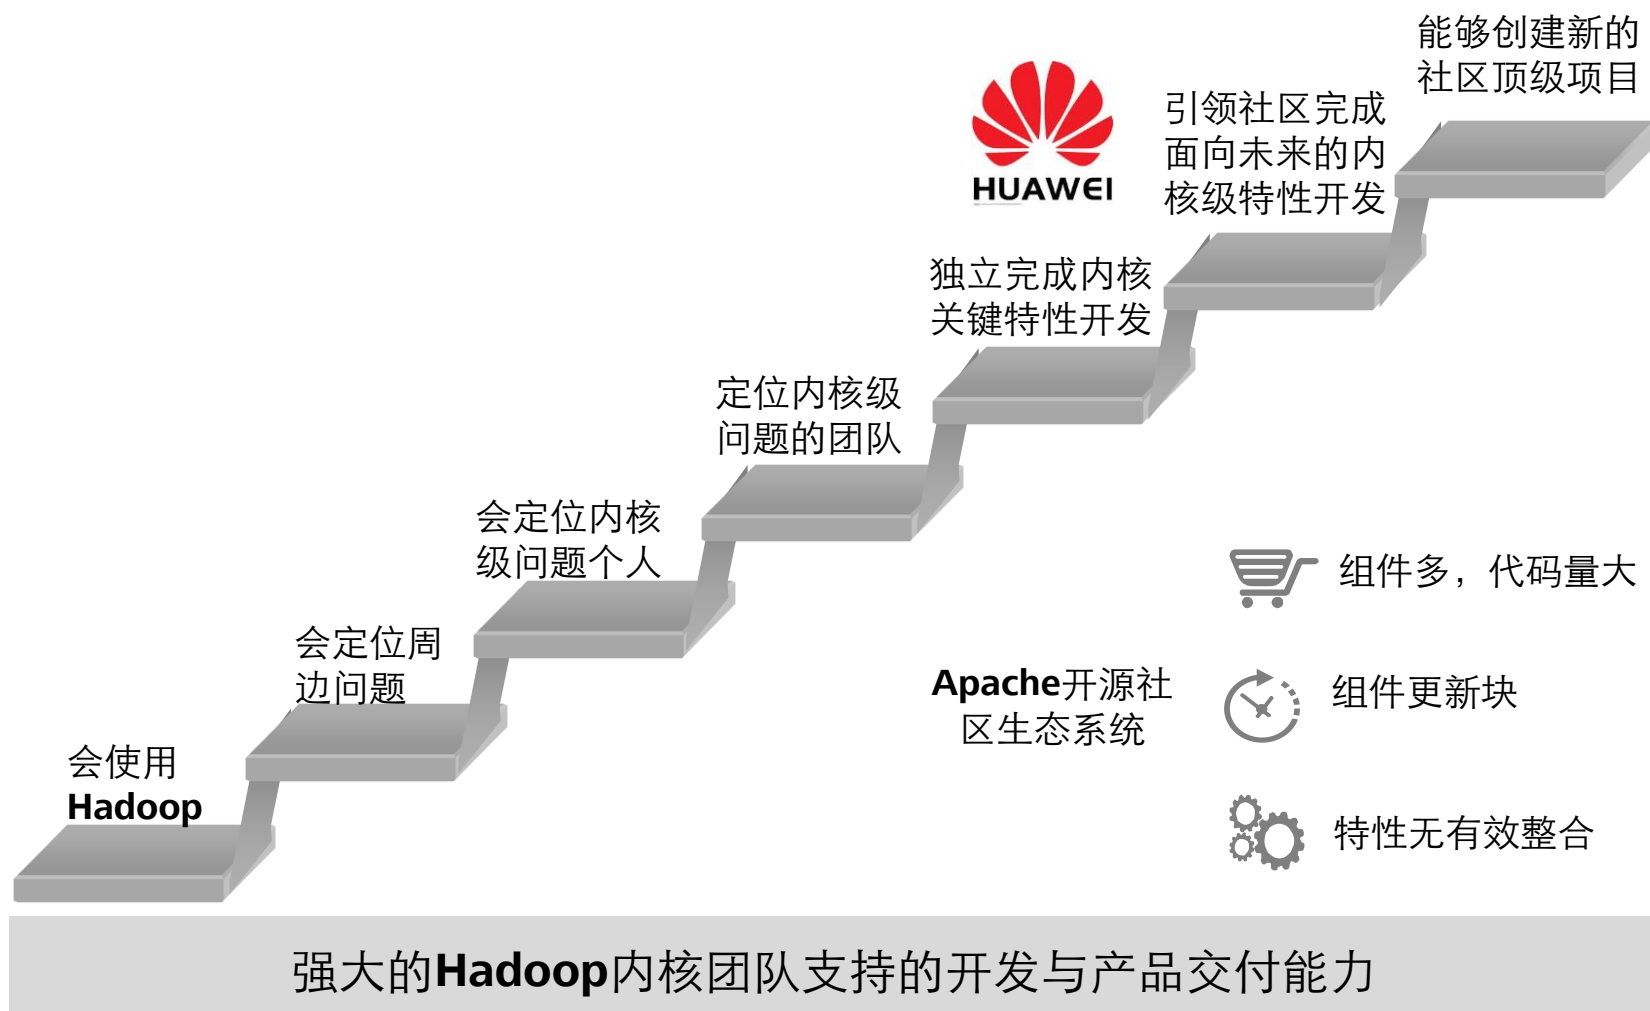 能够创建新的
社区顶级项目
引领社区完成
面向未来的内
核级特性开发
HUAWEI
独立完成内核
关键特性开发
定位内核级
问题的团队
会定位内核
级问题个人
会定位周
边问题
会使用
Hadoop
Apache开源社
区生态系统
组件多，代码量大
组件更新块
特性无有效整合
强大的Hadoop内核团队支持的开发与产品交付能力